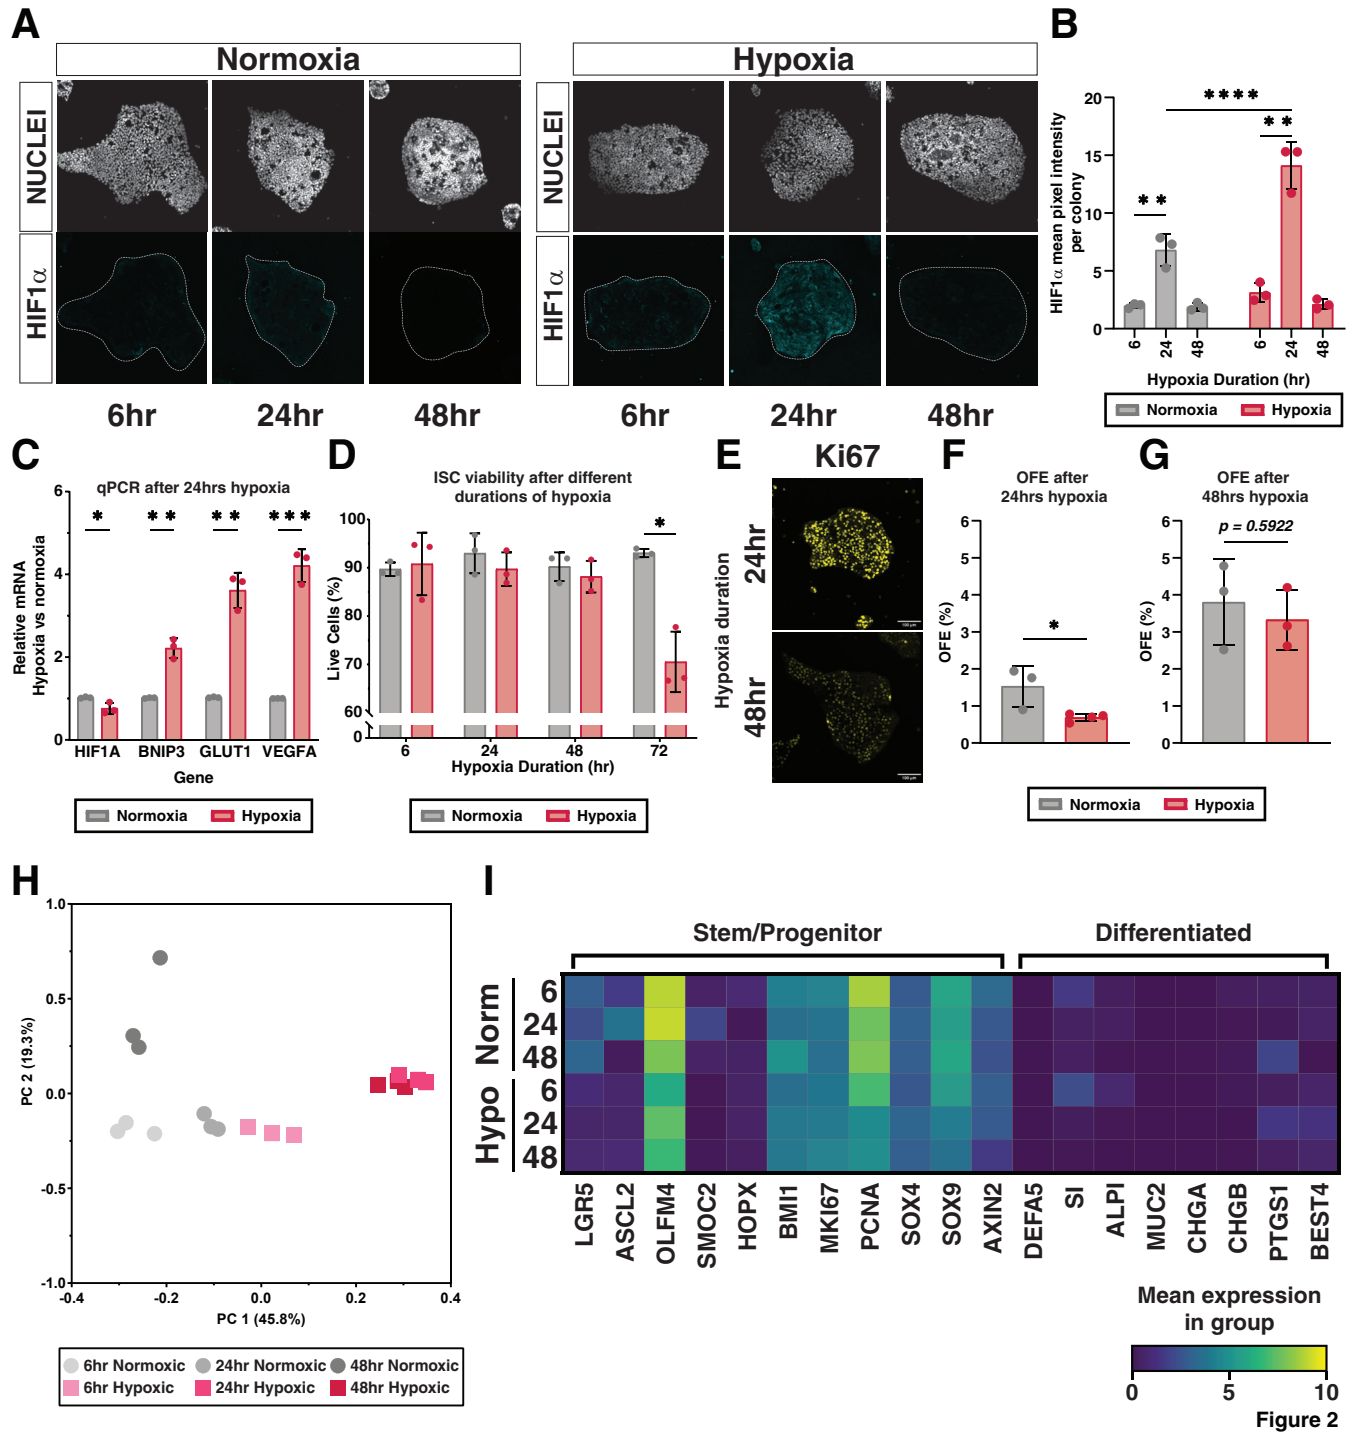 A
Normoxia
Hypoxia
NUCLEI
HIF1α
NUCLEI
HIF1α
6hr
24hr
48hr
6hr
24hr
48hr
B
HIF1α mean pixel intensity
per colony
20
15
10
5
0
****
**
**
6
24
48
6
24
48
Hypoxia Duration (hr)
Normoxia
Hypoxia
C
qPCR after 24hrs hypoxia
Relative mRNA
Hypoxia vs normoxia
6
4
2
0
*
**
**
***
HIF1A
BNIP3
GLUT1
VEGFA
Gene
Normoxia
Hypoxia
D
ISC viability after different
durations of hypoxia
Live Cells (%)
100
90
80
70
60
0
*
6
24
48
72
Hypoxia Duration (hr)
Normoxia
Hypoxia
E
Ki67
Hypoxia duration
24hr
48hr
100 μm
100 μm
F
OFE after
24hrs hypoxia
OFE (%)
6
5
4
3
2
1
0
*
G
OFE after
48hrs hypoxia
p = 0.5922
OFE (%)
6
5
4
3
2
1
0
Normoxia
Hypoxia
H
PC 2 (19.3%)
1.0
0.5
0.0
-0.5
-1.0
-0.4
-0.2
0.0
0.2
0.4
PC 1 (45.8%)
6hr Normoxic
24hr Normoxic
48hr Normoxic
6hr Hypoxic
24hr Hypoxic
48hr Hypoxic
I
Stem/Progenitor
Differentiated
Norm
6
24
48
Hypo
6
24
48
LGR5
ASCL2
OLFM4
SMOC2
HOPX
BMI1
MKI67
PCNA
SOX4
SOX9
AXIN2
DEFA5
SI
ALPI
MUC2
CHGA
CHGB
PTGS1
BEST4
Mean expression
in group
0
5
10
Figure 2